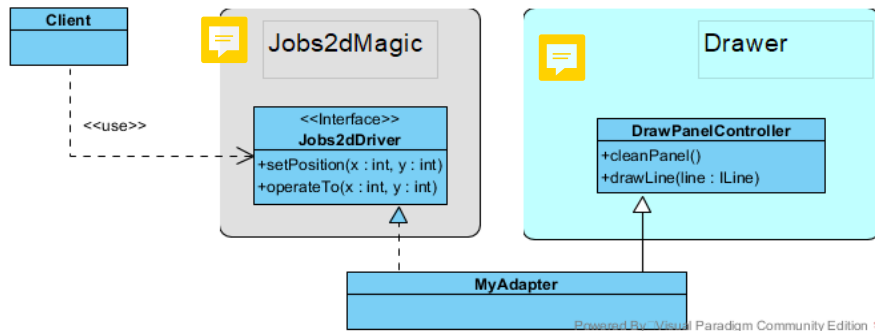 Client
Jobs2dMagic
Drawer
<<use>>
<<Interface>>
Jobs2dDriver
+setPosition(x : int, y : int)
+operateTo(x : int, y : int)
DrawPanelController
+cleanPanel()
+drawLine(line : ILine)
MyAdapter
Powered By Visual Paradigm Community Edition